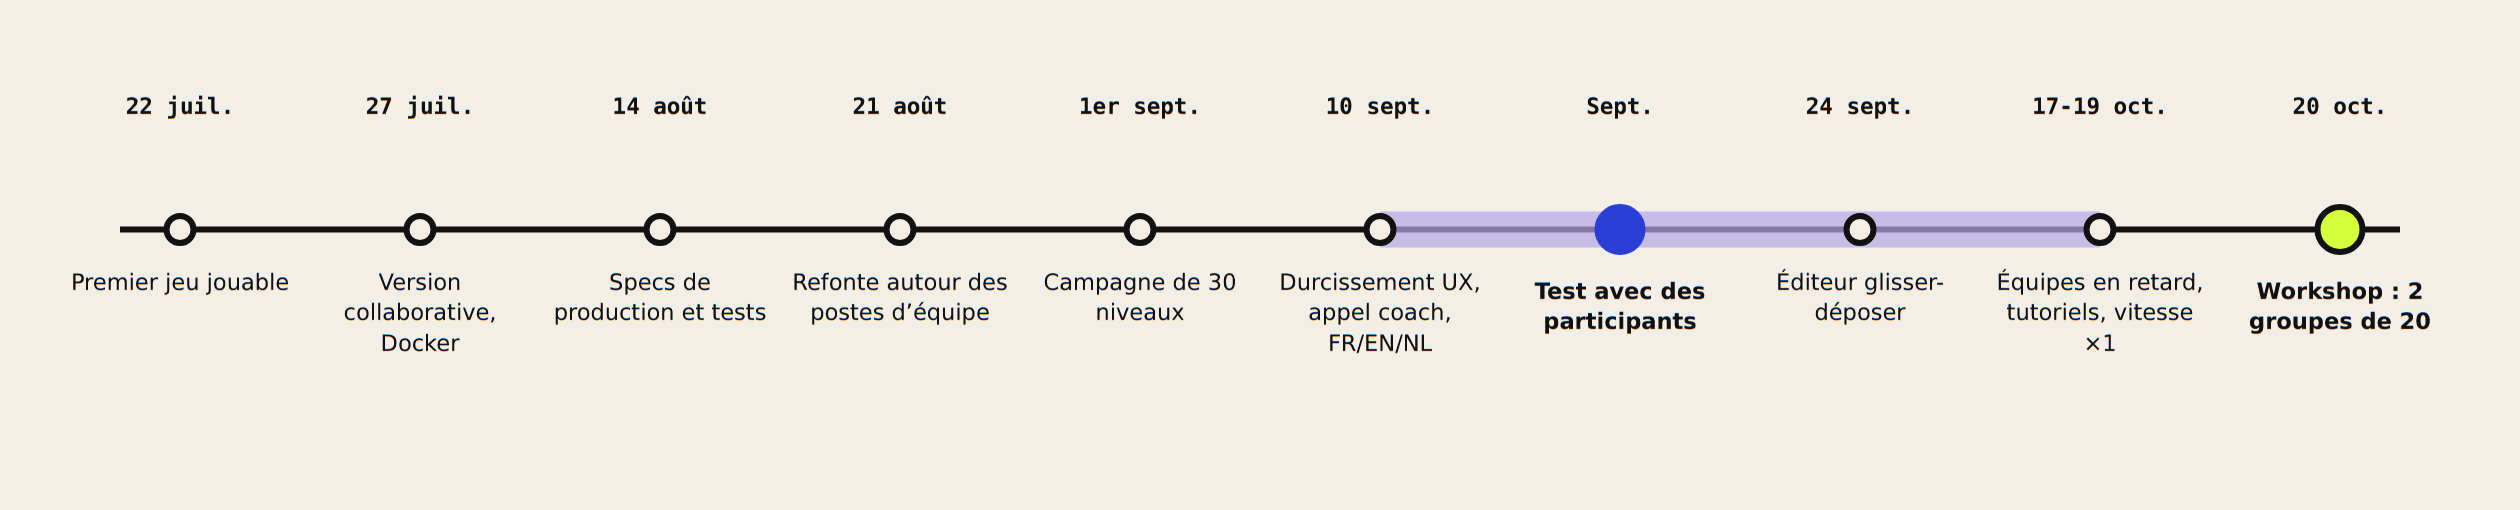 22 juil.
27 juil.
14 août
21 août
1er sept.
10 sept.
Sept.
24 sept.
17-19 oct.
20 oct.
Premier jeu jouable
Version
collaborative,
Docker
Specs de
production et tests
Refonte autour des
postes d’équipe
Campagne de 30
niveaux
Durcissement UX,
appel coach,
FR/EN/NL
Test avec des
participants
Éditeur glisser-
déposer
Équipes en retard,
tutoriels, vitesse
×1
Workshop : 2
groupes de 20